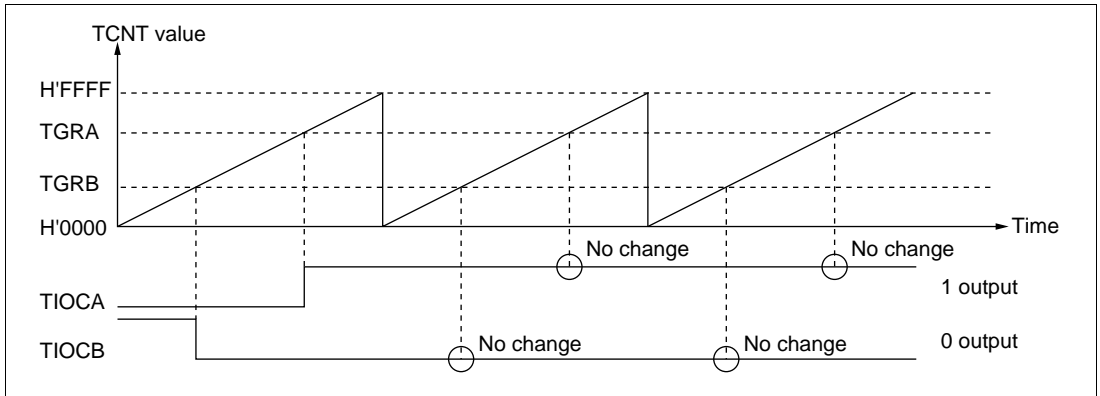 TCNT value
H'FFFF
TGRA
TGRB
H'0000
Time
No change
No change
TIOCA
1 output
No change
No change
TIOCB
0 output